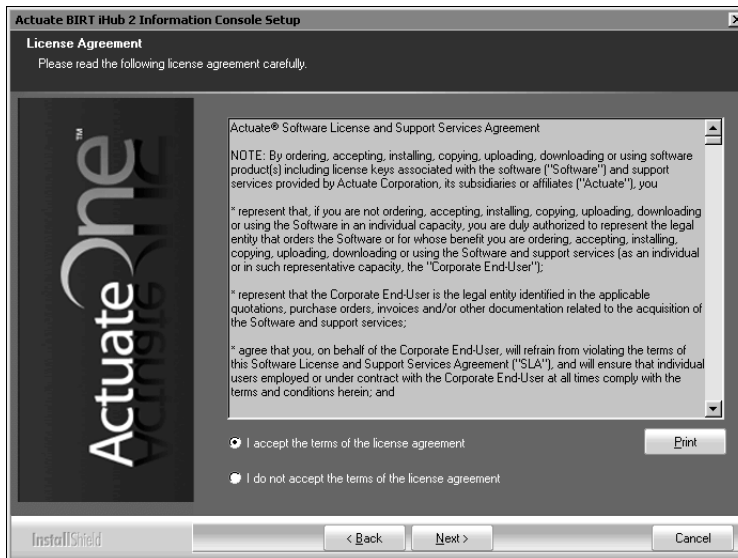 Actuate BIRT iHub 2 Information Console Setup
License Agreement
Please read the following license agreement carefully.
ActuateOne™
Actuate® Software License and Support Services Agreement
NOTE: By ordering, accepting, installing, copying, uploading, downloading or using software
product(s) including license keys associated with the software ("Software") and support
services provided by Actuate Corporation, its subsidiaries or affiliates ("Actuate"), you
* represent that, if you are not ordering, accepting, installing, copying, uploading, downloading
or using the Software in an individual capacity, you are duly authorized to represent the legal
entity that orders the Software or for whose benefit you are ordering, accepting, installing,
copying, uploading, downloading or using the Software and support services (as an individual
or in such representative capacity, the "Corporate End-User");
* represent that the Corporate End-User is the legal entity identified in the applicable
quotations, purchase orders, invoices and/or other documentation related to the acquisition of
the Software and support services;
* agree that you, on behalf of the Corporate End-User, will refrain from violating the terms of
this Software License and Support Services Agreement ("SLA"), and will ensure that individual
users employed or under contract with the Corporate End-User at all times comply with the
terms and conditions herein; and
I accept the terms of the license agreement
Print
I do not accept the terms of the license agreement
InstallShield
< Back
Next >
Cancel